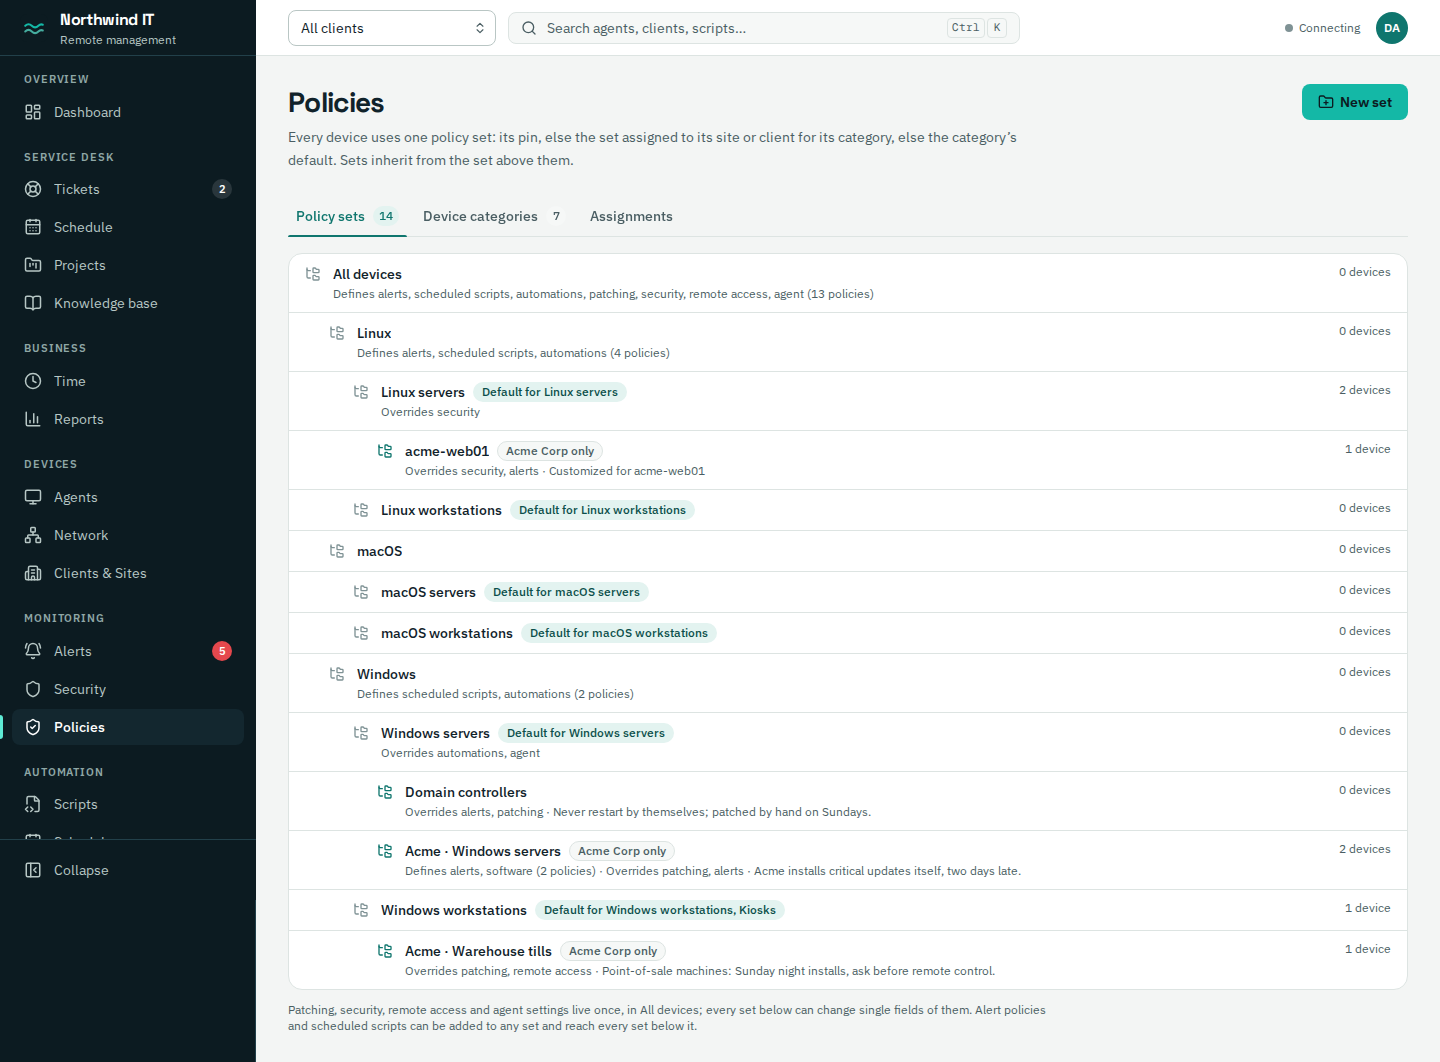 Northwind IT
Remote management
All clients
Search agents, clients, scripts...
Ctrl K
Connecting
DA
OVERVIEW
Dashboard
SERVICE DESK
Tickets 2
Schedule
Projects
Knowledge base
BUSINESS
Time
Reports
DEVICES
Agents
Network
Clients & Sites
MONITORING
Alerts 5
Security
Policies
AUTOMATION
Scripts
Collapse
Policies
New set
Every device uses one policy set: its pin, else the set assigned to its site or client for its category, else the category’s
default. Sets inherit from the set above them.
Policy sets 14 Device categories 7 Assignments
All devices 0 devices
Defines alerts, scheduled scripts, automations, patching, security, remote access, agent (13 policies)
Linux 0 devices
Defines alerts, scheduled scripts, automations (4 policies)
Linux servers Default for Linux servers 2 devices
Overrides security
acme-web01 Acme Corp only 1 device
Overrides security, alerts · Customized for acme-web01
Linux workstations Default for Linux workstations 0 devices
macOS 0 devices
macOS servers Default for macOS servers 0 devices
macOS workstations Default for macOS workstations 0 devices
Windows 0 devices
Defines scheduled scripts, automations (2 policies)
Windows servers Default for Windows servers 0 devices
Overrides automations, agent
Domain controllers 0 devices
Overrides alerts, patching · Never restart by themselves; patched by hand on Sundays.
Acme · Windows servers Acme Corp only 2 devices
Defines alerts, software (2 policies) · Overrides patching, alerts · Acme installs critical updates itself, two days late.
Windows workstations Default for Windows workstations, Kiosks 1 device
Acme · Warehouse tills Acme Corp only 1 device
Overrides patching, remote access · Point-of-sale machines: Sunday night installs, ask before remote control.
Patching, security, remote access and agent settings live once, in All devices; every set below can change single fields of them. Alert policies
and scheduled scripts can be added to any set and reach every set below it.